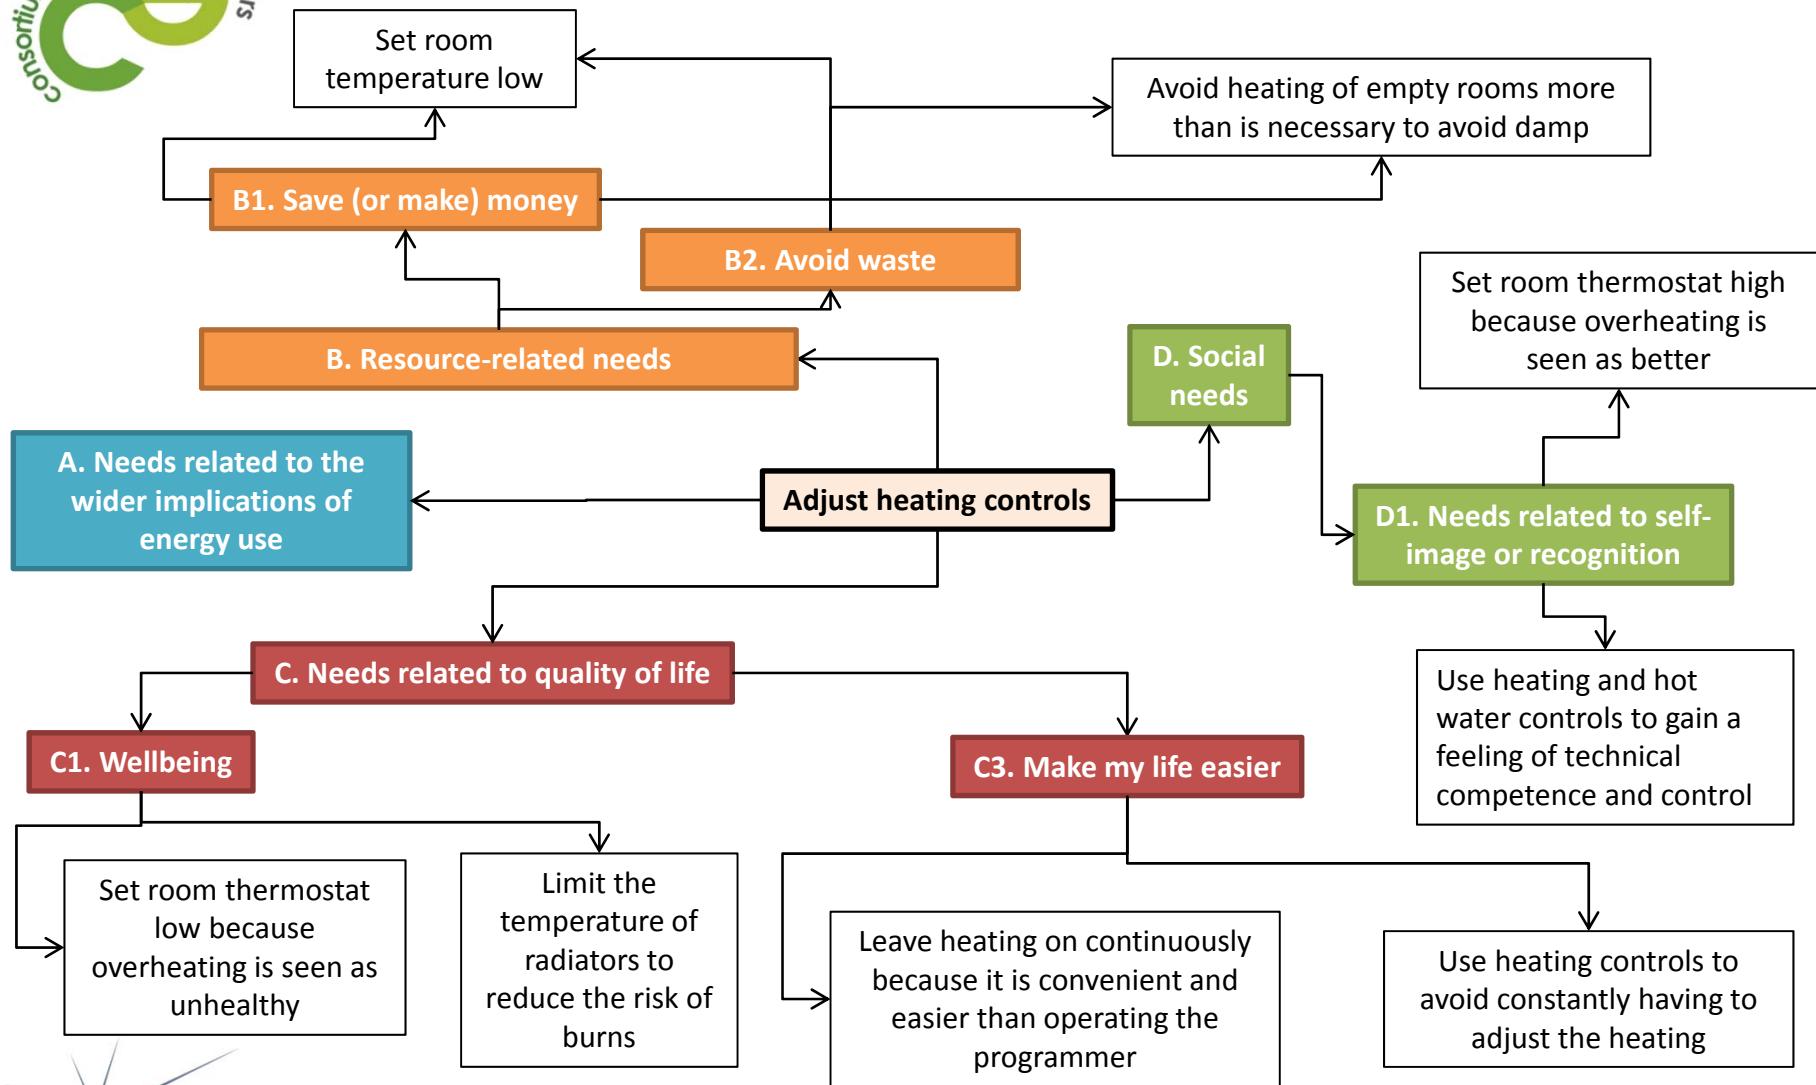 Consortiu
rs
Set room
temperature low
Avoid heating of empty rooms more
than is necessary to avoid damp
B1. Save (or make) money
B2. Avoid waste
Set room thermostat high
because overheating is
seen as better
B. Resource-related needs
D. Social
needs
A. Needs related to the
wider implications of
energy use
Adjust heating controls
D1. Needs related to self-
image or recognition
C. Needs related to quality of life
Use heating and hot
water controls to gain a
feeling of technical
competence and control
C1. Wellbeing
C3. Make my life easier
Set room thermostat
low because
overheating is seen as
unhealthy
Limit the
temperature of
radiators to
reduce the risk of
burns
Leave heating on continuously
because it is convenient and
easier than operating the
programmer
Use heating controls to
avoid constantly having to
adjust the heating